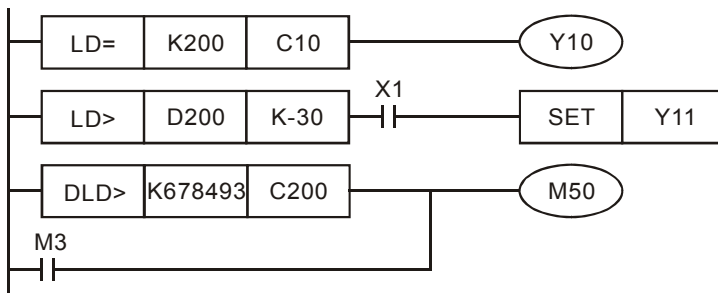 LD= K200 C10 Y10
X1
LD> D200 K-30 SET Y11
DLD> K678493 C200 M50
M3